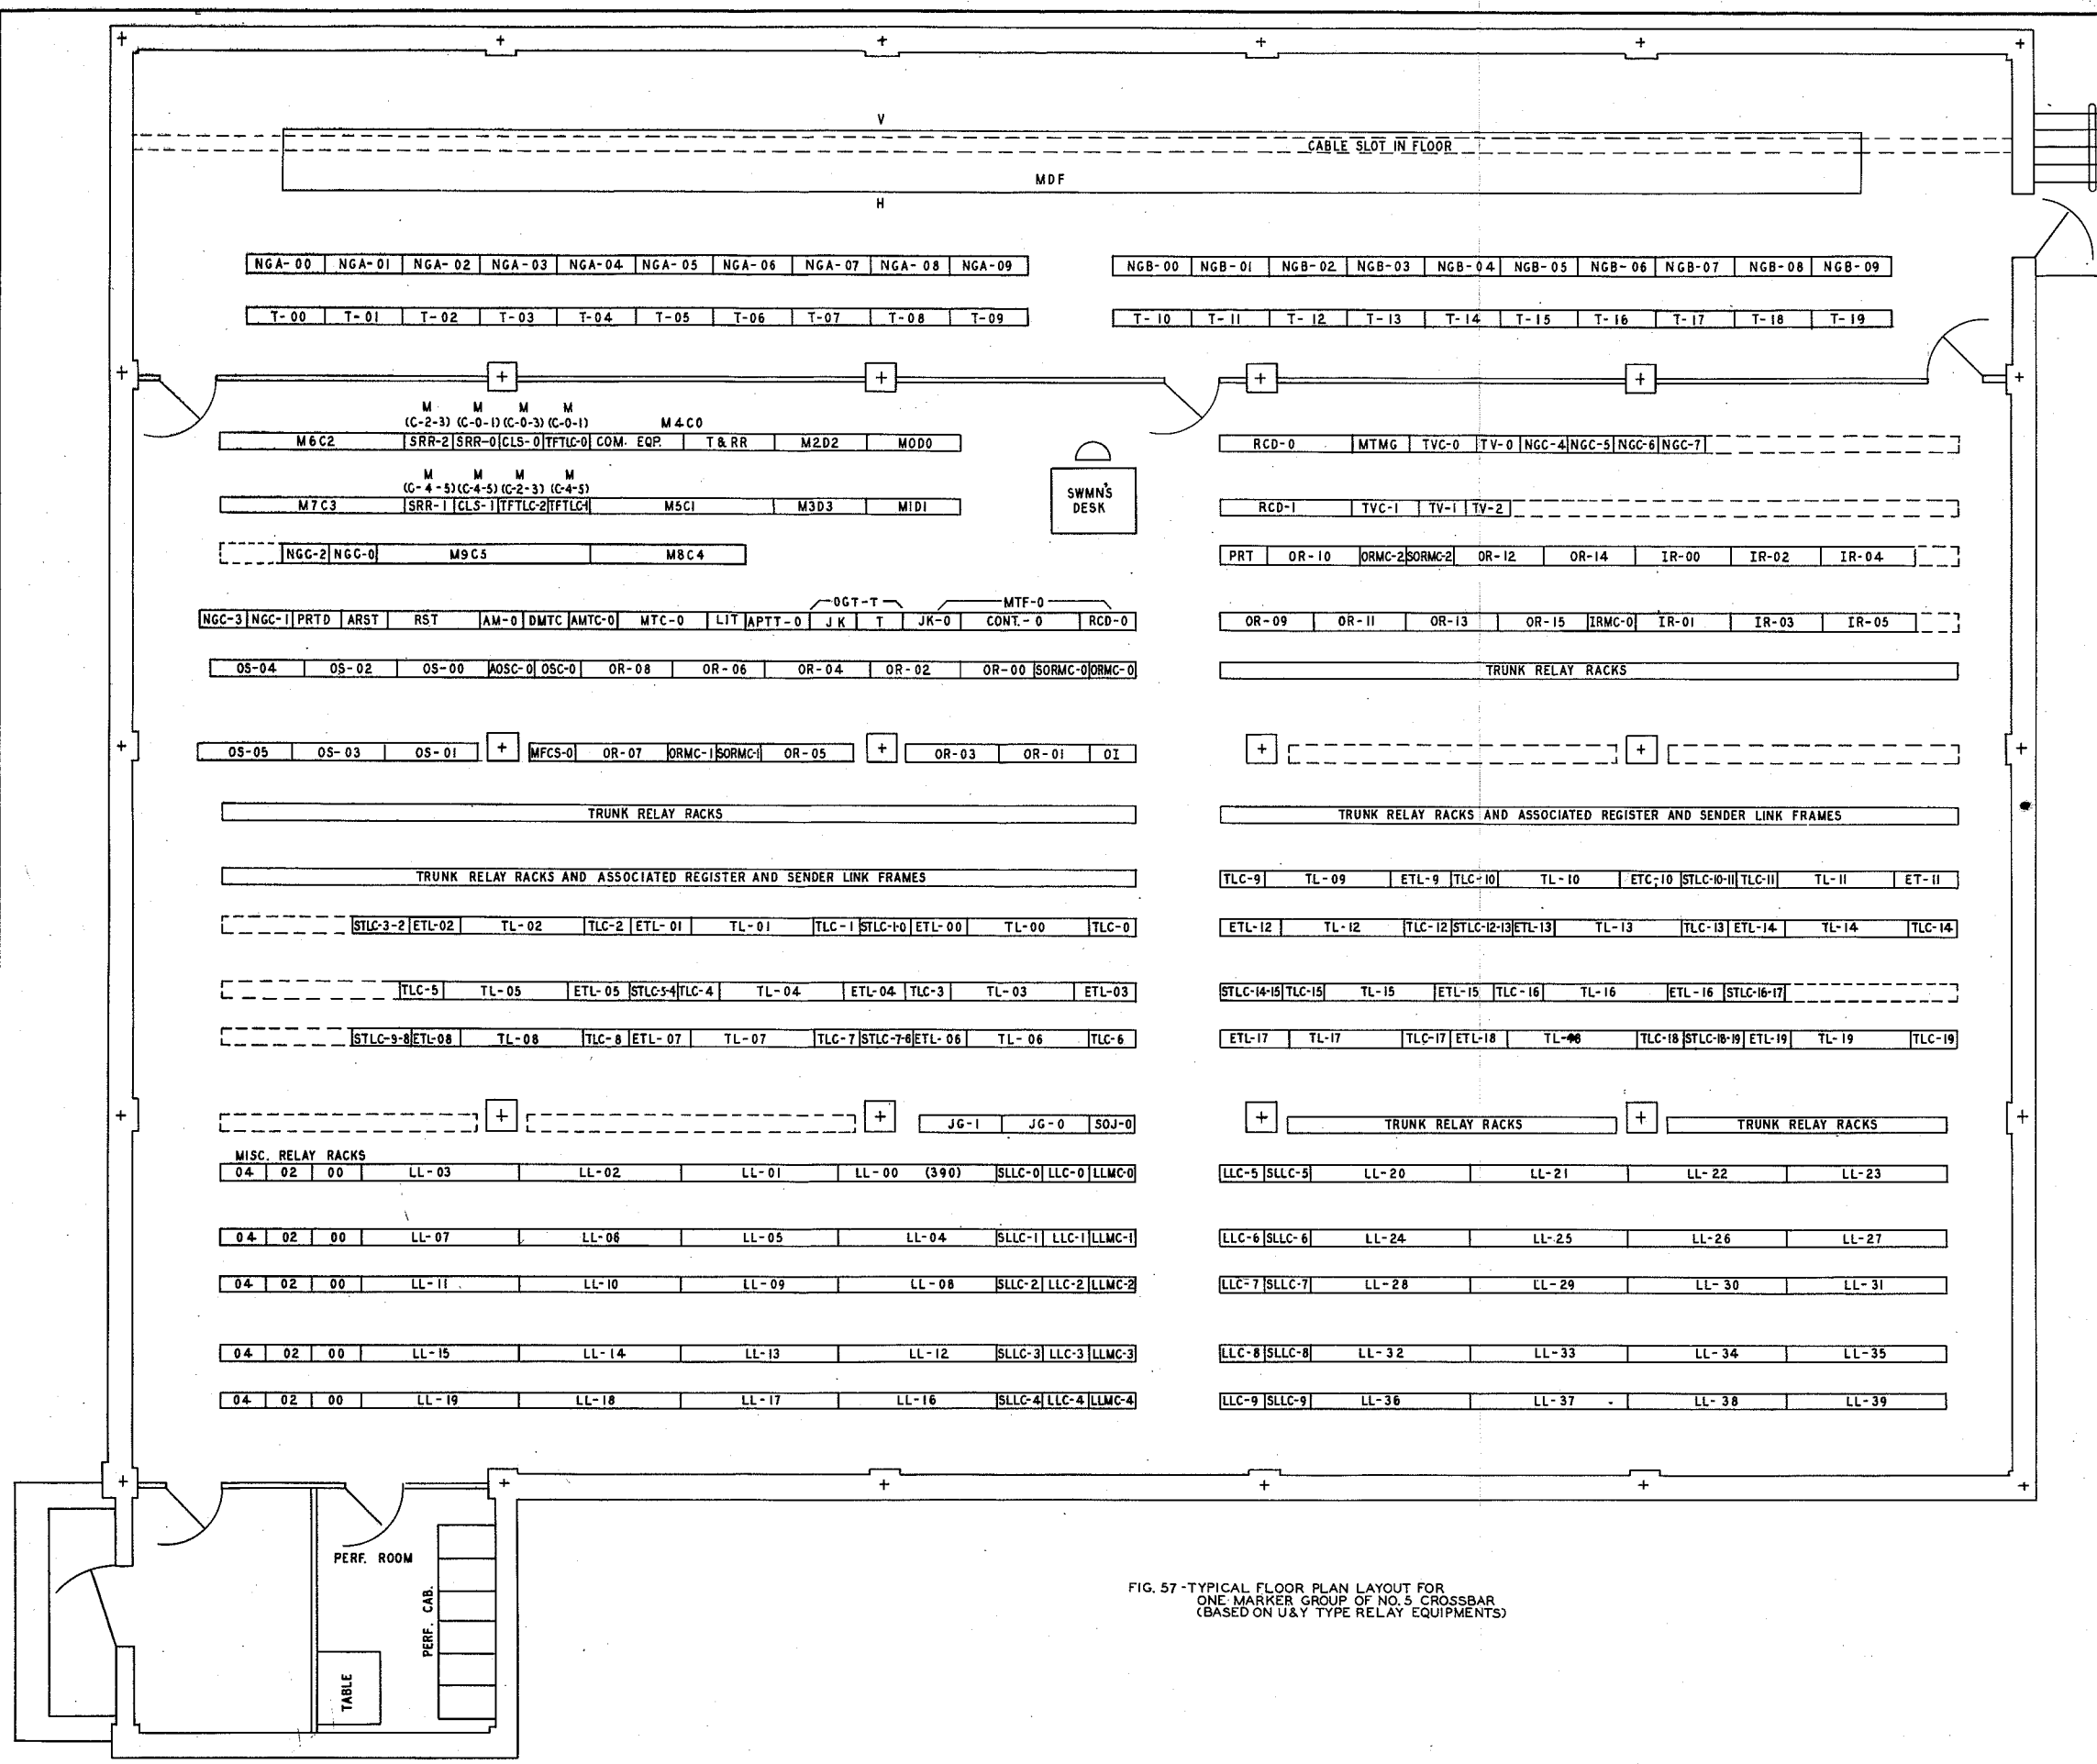 V
CABLE SLOT IN FLOOR
MDF
H
NGA-00 NGA-01 NGA-02 NGA-03 NGA-04 NGA-05 NGA-06 NGA-07 NGA-08 NGA-09 NGB-00 NGB-01 NGB-02 NGB-03 NGB-04 NGB-05 NGB-06 NGB-07 NGB-08 NGB-09
T-00 T-01 T-02 T-03 T-04 T-05 T-06 T-07 T-08 T-09 T-10 T-11 T-12 T-13 T-14 T-15 T-16 T-17 T-18 T-19
M M M M
(C-2-3) (C-0-1) (C-0-3) (C-0-1) M4C0
M6C2 SRR-2 SRR-0 CLS-0 TFTLC-0 COM. EQP. T&RR M2D2 M0D0 RCD-0 MTMG TVC-0 TV-0 NGC-4 NGC-5 NGC-6 NGC-7
M M M M
(C-4-5) (C-4-5) (C-2-3) (C-4-5)
M7C3 SRR-1 CLS-1 TFTLC-2 TFTLC-1 M5C1 M3D3 M1D1 RCD-1 TVC-1 TV-1 TV-2
SWMN'S
DESK
NGC-2 NGC-0 M9C5 M8C4 PRT OR-10 ORMC-2 SORMC-2 OR-12 OR-14 IR-00 IR-02 IR-04
OGT-T MTF-0
NGC-3 NGC-1 PRTD ARST RST AM-0 DMTC AMTC-0 MTC-0 LIT APTT-0 JK T JK-0 CONT.-0 RCD-0 OR-09 OR-11 OR-13 OR-15 IRMC-0 IR-01 IR-03 IR-05
OS-04 OS-02 OS-00 AOSC-0 OSC-0 OR-08 OR-06 OR-04 OR-02 OR-00 SORMC-0 ORMC-0 TRUNK RELAY RACKS
OS-05 OS-03 OS-01 MFCS-0 OR-07 ORMC-1 SORMC-1 OR-05 OR-03 OR-01 OI
TRUNK RELAY RACKS TRUNK RELAY RACKS AND ASSOCIATED REGISTER AND SENDER LINK FRAMES
TRUNK RELAY RACKS AND ASSOCIATED REGISTER AND SENDER LINK FRAMES TLC-9 TL-09 ETL-9 TLC-10 TL-10 ETC-10 STLC-10-11 TLC-11 TL-11 ET-11
STLC-3-2 ETL-02 TL-02 TLC-2 ETL-01 TL-01 TLC-1 STLC-1-0 ETL-00 TL-00 TLC-0 ETL-12 TL-12 TLC-12 STLC-12-13 ETL-13 TL-13 TLC-13 ETL-14 TL-14 TLC-14
TLC-5 TL-05 ETL-05 STLC-5-4 TLC-4 TL-04 ETL-04 TLC-3 TL-03 ETL-03 STLC-14-15 TLC-15 TL-15 ETL-15 TLC-16 TL-16 ETL-16 STLC-16-17
STLC-9-8 ETL-08 TL-08 TLC-8 ETL-07 TL-07 TLC-7 STLC-7-6 ETL-06 TL-06 TLC-6 ETL-17 TL-17 TLC-17 ETL-18 TLC-18 STLC-18-19 ETL-19 TL-19 TLC-19
JG-1 JG-0 SOJ-0 TRUNK RELAY RACKS TRUNK RELAY RACKS
MISC. RELAY RACKS
04 02 00 LL-03 LL-02 LL-01 LL-00 (390) SLLC-0 LLC-0 LLMC-0 LLC-5 SLLC-5 LL-20 LL-21 LL-22 LL-23
04 02 00 LL-07 LL-06 LL-05 LL-04 SLLC-1 LLC-1 LLMC-1 LLC-6 SLLC-6 LL-24 LL-25 LL-26 LL-27
04 02 00 LL-11 LL-10 LL-09 LL-08 SLLC-2 LLC-2 LLMC-2 LLC-7 SLLC-7 LL-28 LL-29 LL-30 LL-31
04 02 00 LL-15 LL-14 LL-13 LL-12 SLLC-3 LLC-3 LLMC-3 LLC-8 SLLC-8 LL-32 LL-33 LL-34 LL-35
04 02 00 LL-19 LL-18 LL-17 LL-16 SLLC-4 LLC-4 LLMC-4 LLC-9 SLLC-9 LL-36 LL-37 LL-38 LL-39
PERF. ROOM
PERF. CAB.
TABLE
FIG. 57-TYPICAL FLOOR PLAN LAYOUT FOR
ONE MARKER GROUP OF NO. 5 CROSSBAR
(BASED ON U&Y TYPE RELAY EQUIPMENTS)